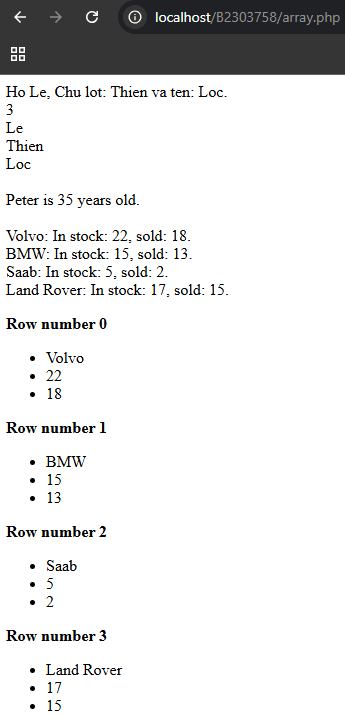 localhost/B2303758/array.php
Ho Le, Chu lot: Thien va ten: Loc.
3
Le
Thien
Loc
Peter is 35 years old.
Volvo: In stock: 22, sold: 18.
BMW: In stock: 15, sold: 13.
Saab: In stock: 5, sold: 2.
Land Rover: In stock: 17, sold: 15.
Row number 0
• Volvo
• 22
• 18
Row number 1
• BMW
• 15
• 13
Row number 2
• Saab
• 5
• 2
Row number 3
• Land Rover
• 17
• 15